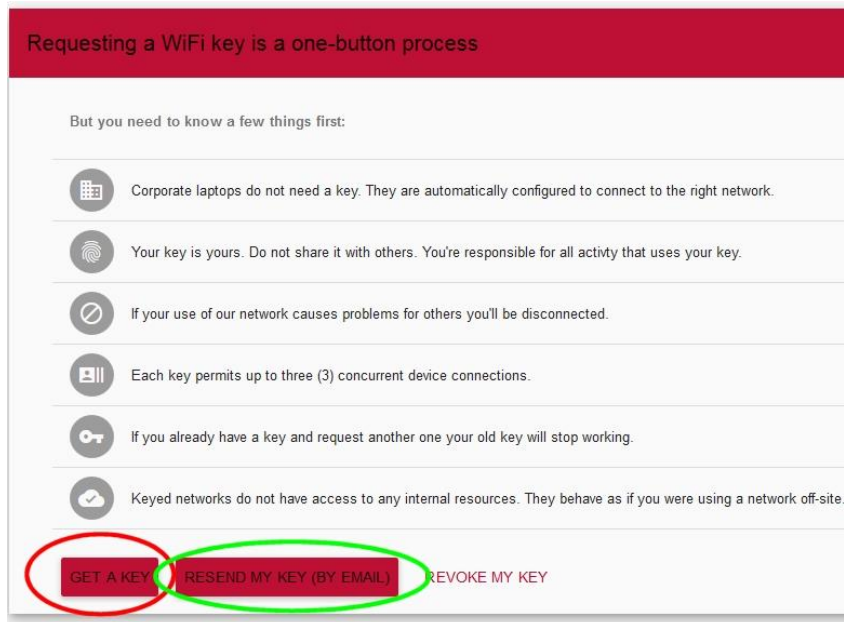 Requesting a WiFi key is a one-button process
But you need to know a few things first:
Corporate laptops do not need a key. They are automatically configured to connect to the right network.
Your key is yours. Do not share it with others. You're responsible for all activty that uses your key.
If your use of our network causes problems for others you'll be disconnected.
Each key permits up to three (3) concurrent device connections.
If you already have a key and request another one your old key will stop working.
Keyed networks do not have access to any internal resources. They behave as if you were using a network off-site.
GET A KEY RESEND MY KEY (BY EMAIL) REVOKE MY KEY